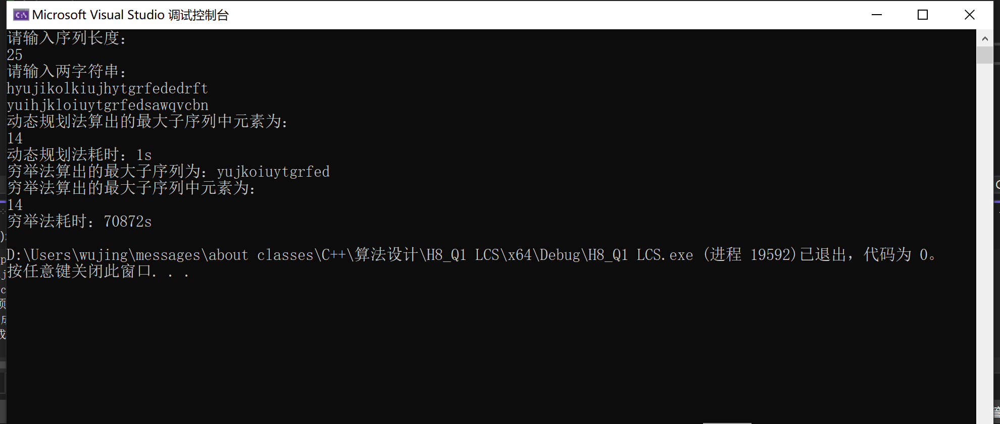 Microsoft Visual Studio 调试控制台
请输入序列长度：
25
请输入两字符串：
hyujikolkiujhytgrfededrft
yuihjkloiuytgrfedsawqvcbn
动态规划法算出的最大子序列中元素为：
14
动态规划法耗时：1s
穷举法算出的最大子序列为：yujkoiuytgrfed
穷举法算出的最大子序列中元素为：
14
穷举法耗时：70872s
D:\Users\wujing\messages\about classes\C++\算法设计\H8_Q1 LCS\x64\Debug\H8_Q1 LCS.exe (进程 19592)已退出，代码为 0。
按任意键关闭此窗口. . .